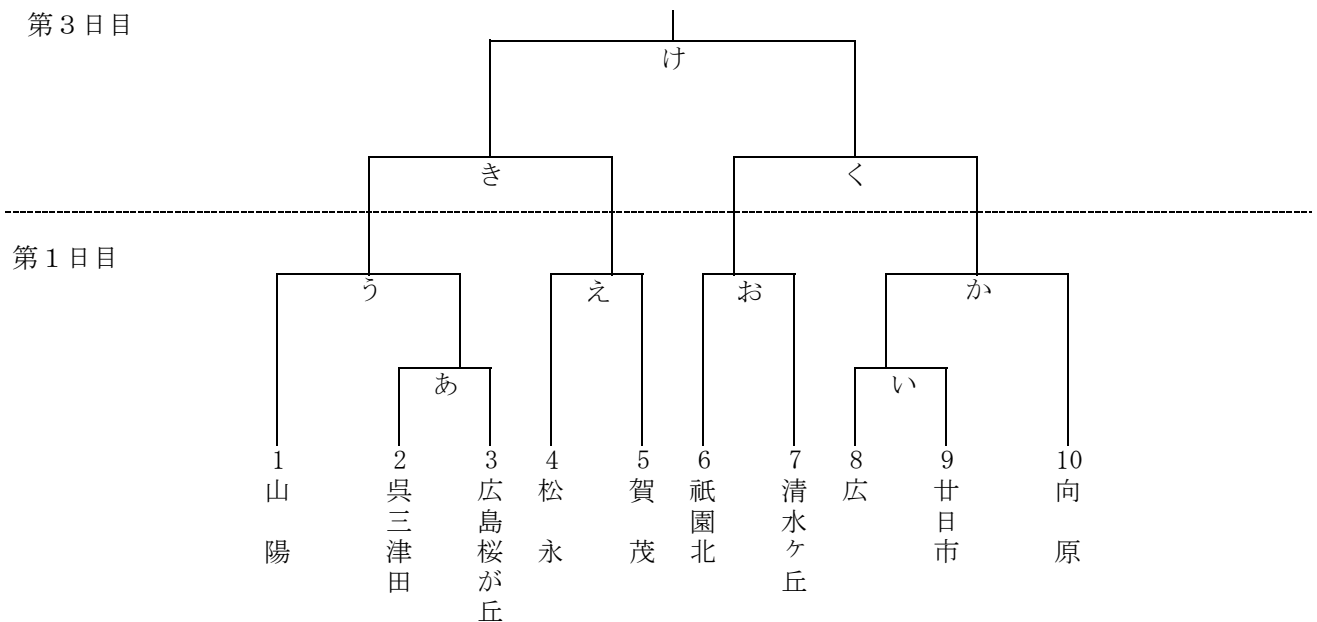 第３日目
け
き
く
第１日目
う
え
お
か
あ
い
1
山陽
2
呉三津田
3
広島桜が丘
4
松永
5
賀茂
6
祇園北
7
清水ケ丘
8
広
9
廿日市
10
向原